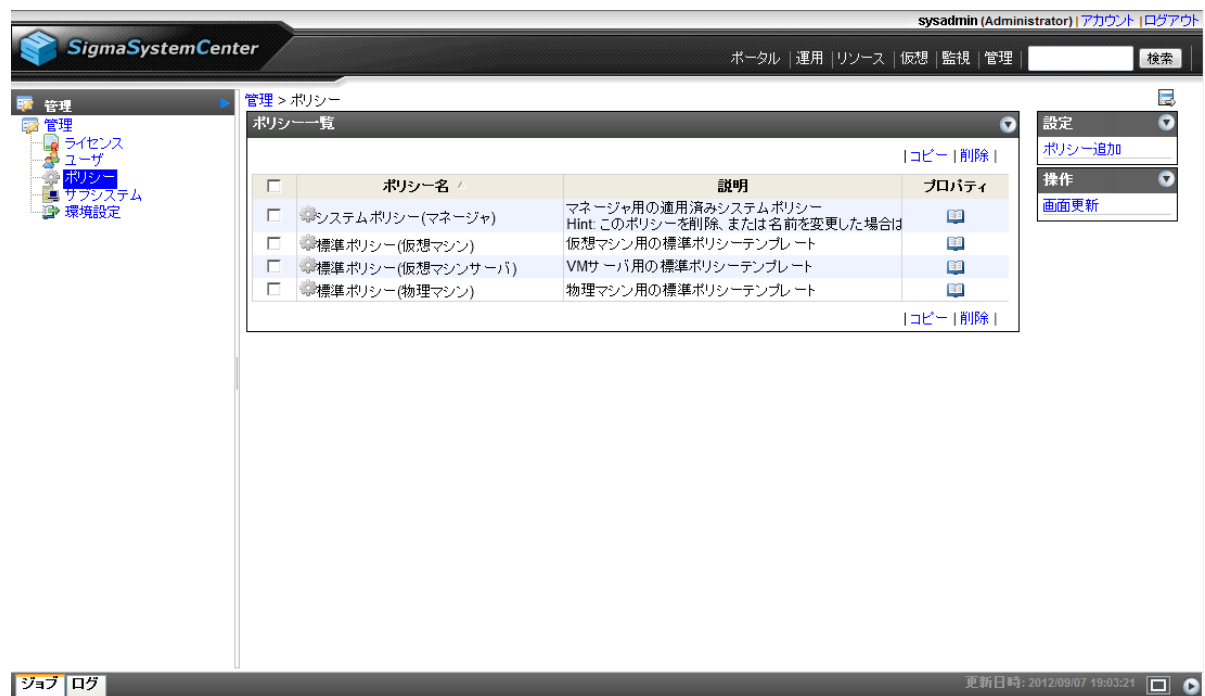 sysadmin (Administrator) | アカウント | ログアウト
SigmaSystemCenter
ポータル | 運用 | リソース | 仮想 | 監視 | 管理 | 検索
管理
管理
ライセンス
ユーザ
ポリシー
サブシステム
環境設定
管理 > ポリシー
ポリシー一覧
| コピー | 削除 |
ポリシー名 説明 プロパティ
システムポリシー(マネージャ) マネージャ用の適用済みシステムポリシー
Hint: このポリシーを削除、または名前を変更した場合は
標準ポリシー(仮想マシン) 仮想マシン用の標準ポリシーテンプレート
標準ポリシー(仮想マシンサーバ) VMサーバ用の標準ポリシーテンプレート
標準ポリシー(物理マシン) 物理マシン用の標準ポリシーテンプレート
| コピー | 削除 |
設定
ポリシー追加
操作
画面更新
ジョブ ログ
更新日時: 2012/09/07 19:03:21